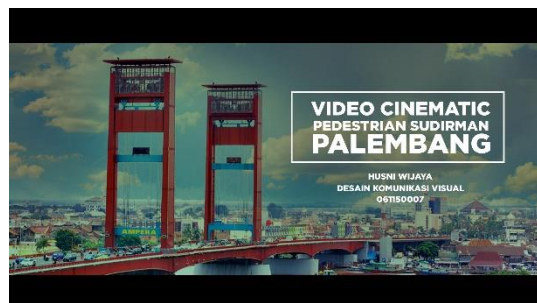 VIDEO CINEMATIC
PEDESTRIAN SUDIRMAN
PALEMBANG
HUSNI WIJAYA
DESAIN KOMUNIKASI VISUAL
061150007
AMPERA